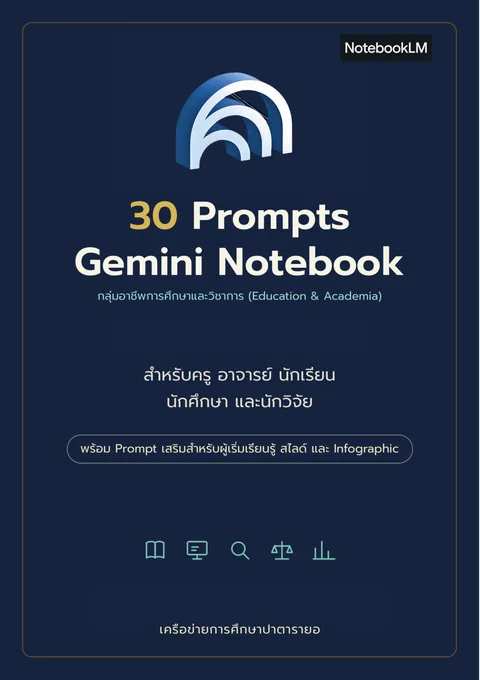 NotebookLM
30 Prompts
Gemini Notebook
กลุ่มอาชีพการศึกษาและวิชาการ (Education & Academia)
สำหรับครู อาจารย์ นักเรียน
นักศึกษา และนักวิจัย
พร้อม Prompt เสริมสำหรับผู้เริ่มเรียนรู้ สไลด์ และ Infographic
เครือข่ายการศึกษาปาตารายอ